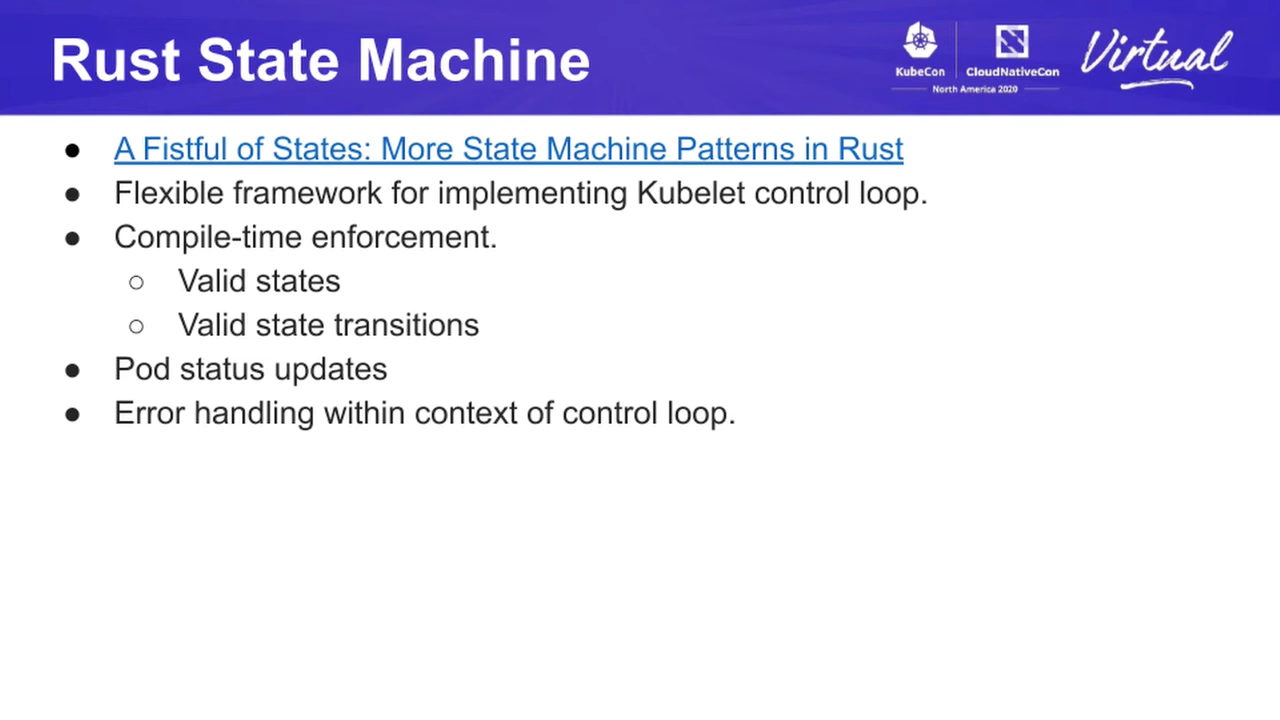 Rust State Machine
KubeCon
CloudNativeCon
North America 2020
Virtual
● A Fistful of States: More State Machine Patterns in Rust
● Flexible framework for implementing Kubelet control loop.
● Compile-time enforcement.
○ Valid states
○ Valid state transitions
● Pod status updates
● Error handling within context of control loop.